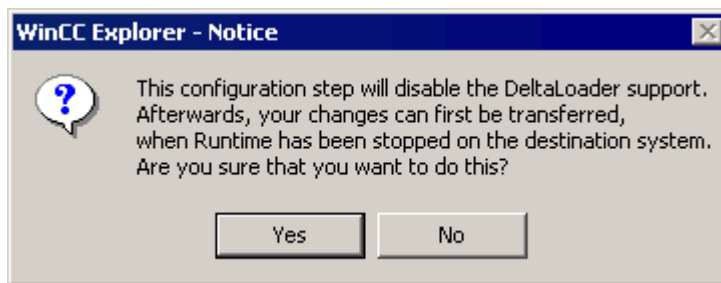 WinCC Explorer - Notice
This configuration step will disable the DeltaLoader support.
Afterwards, your changes can first be transferred,
when Runtime has been stopped on the destination system.
Are you sure that you want to do this?
Yes
No